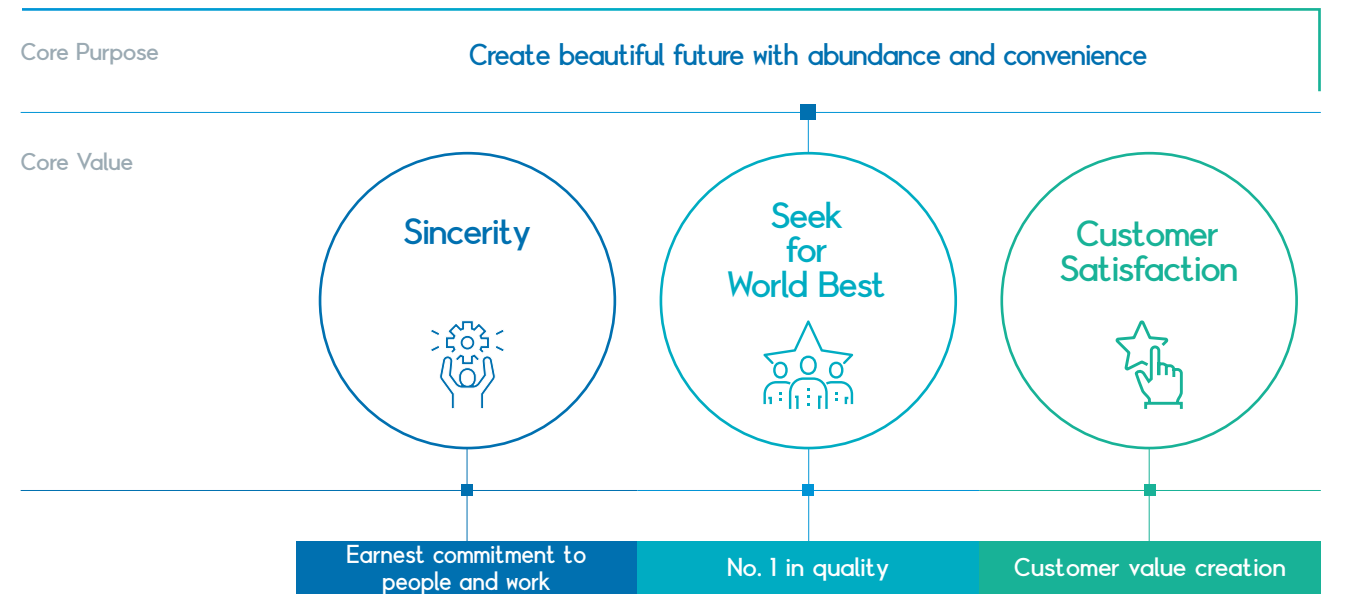 Core Purpose
Create beautiful future with abundance and convenience
Core Value
Sincerity
Seek
for
World Best
Customer
Satisfaction
Earnest commitment to
people and work
No. 1 in quality
Customer value creation